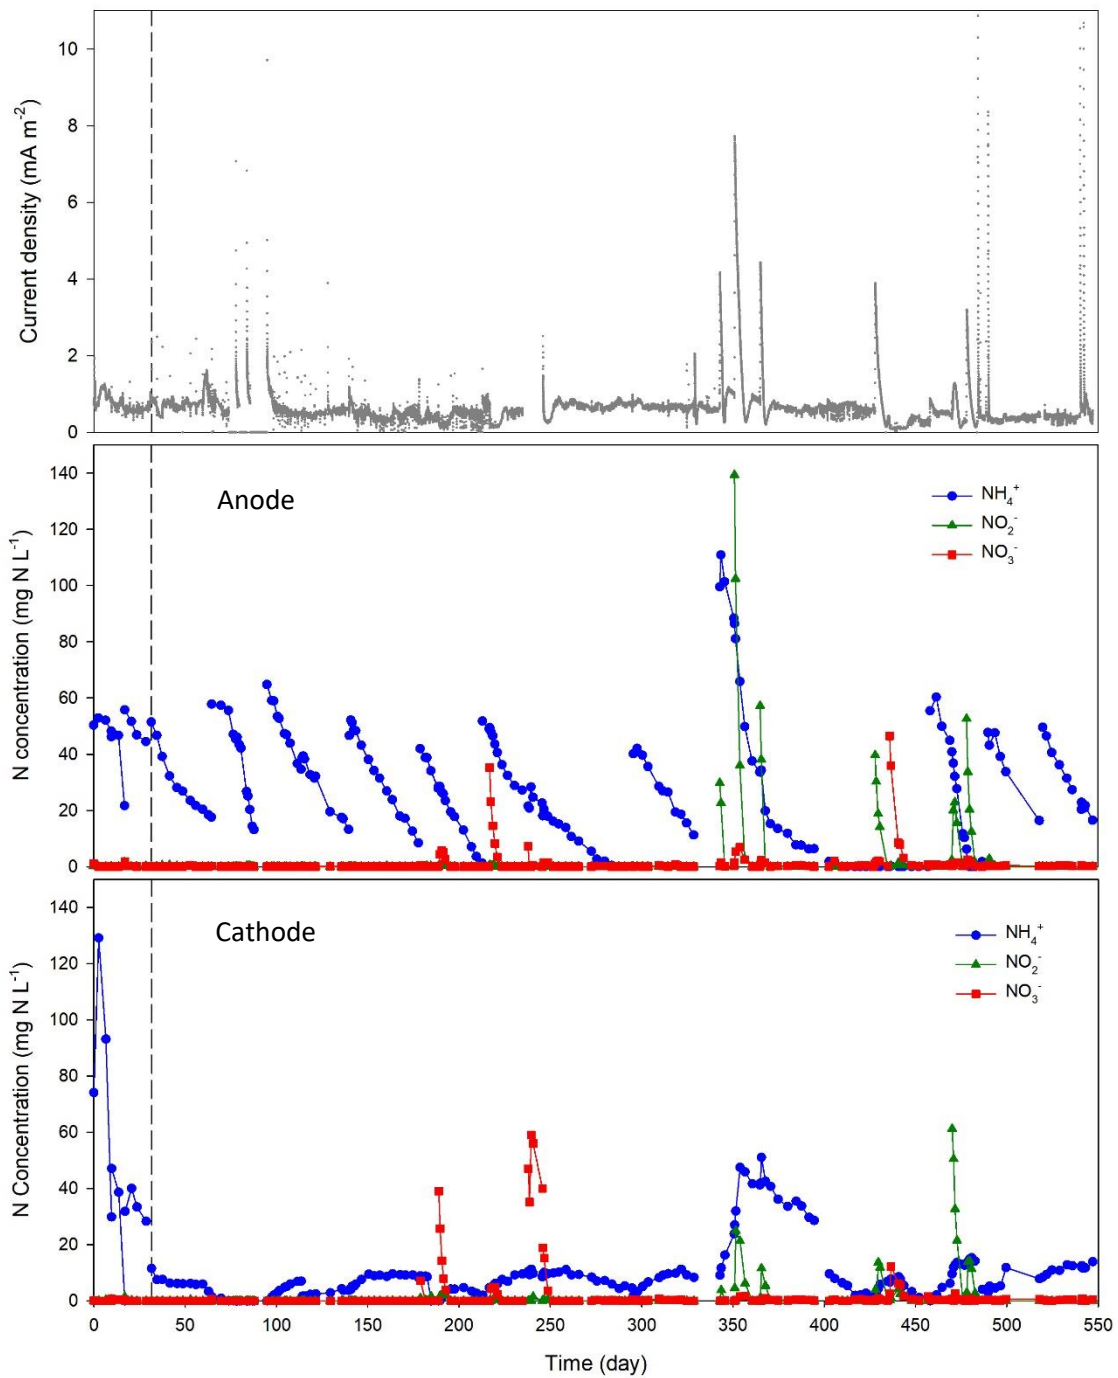 10
8
6
4
2
0
Current density (mA m⁻²)
140
120
100
80
60
40
20
0
N concentration (mg N L⁻¹)
Anode
NH₄⁺
NO₂⁻
NO₃⁻
140
120
100
80
60
40
20
0
N Concentration (mg N L⁻¹)
Cathode
NH₄⁺
NO₂⁻
NO₃⁻
0 50 100 150 200 250 300 350 400 450 500 550
Time (day)